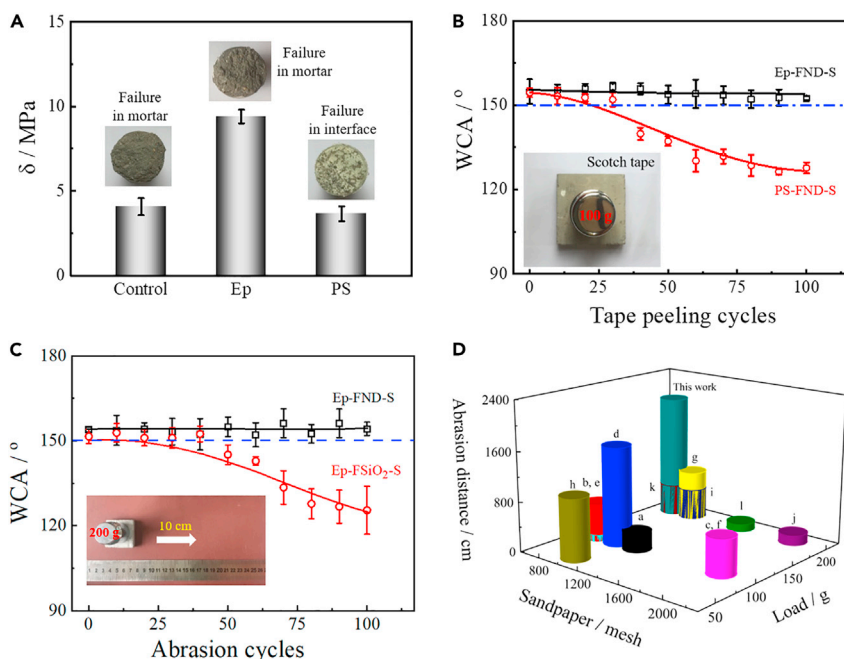 A
15
10
5
0
δ / MPa
Failure
in mortar
Failure
in mortar
Failure
in interface
Control
Ep
PS
B
180
150
120
90
WCA / °
Ep-FND-S
PS-FND-S
Scotch tape
100 g
0
25
50
75
100
Tape peeling cycles
C
180
150
120
90
WCA / °
Ep-FND-S
Ep-FSiO₂-S
200 g
10 cm
0
25
50
75
100
Abrasion cycles
D
2400
1600
800
0
Abrasion distance / cm
This work
d
g
h
b, e
k
i
a
l
c, f
j
800
1200
1600
2000
Sandpaper / mesh
50
100
150
200
Load / g